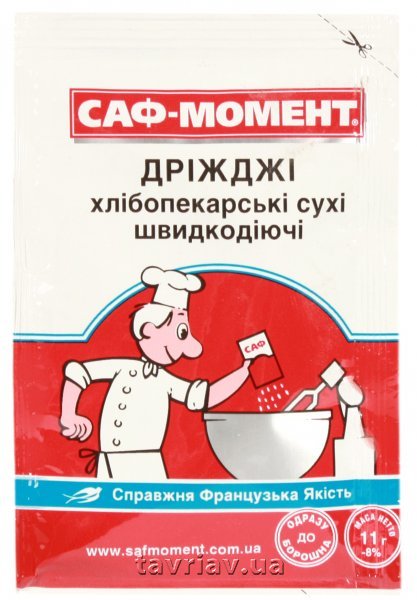 САФ-МОМЕНТ®
ДРІЖДЖІ
хлібопекарські сухі
швидкодіючі
САФ
Справжня Французька Якість
ОДРАЗУ
ДО
БОРОШНА
МАСА НЕТТО
11 г
-8%
www.safmoment.com.ua
tavriav.ua